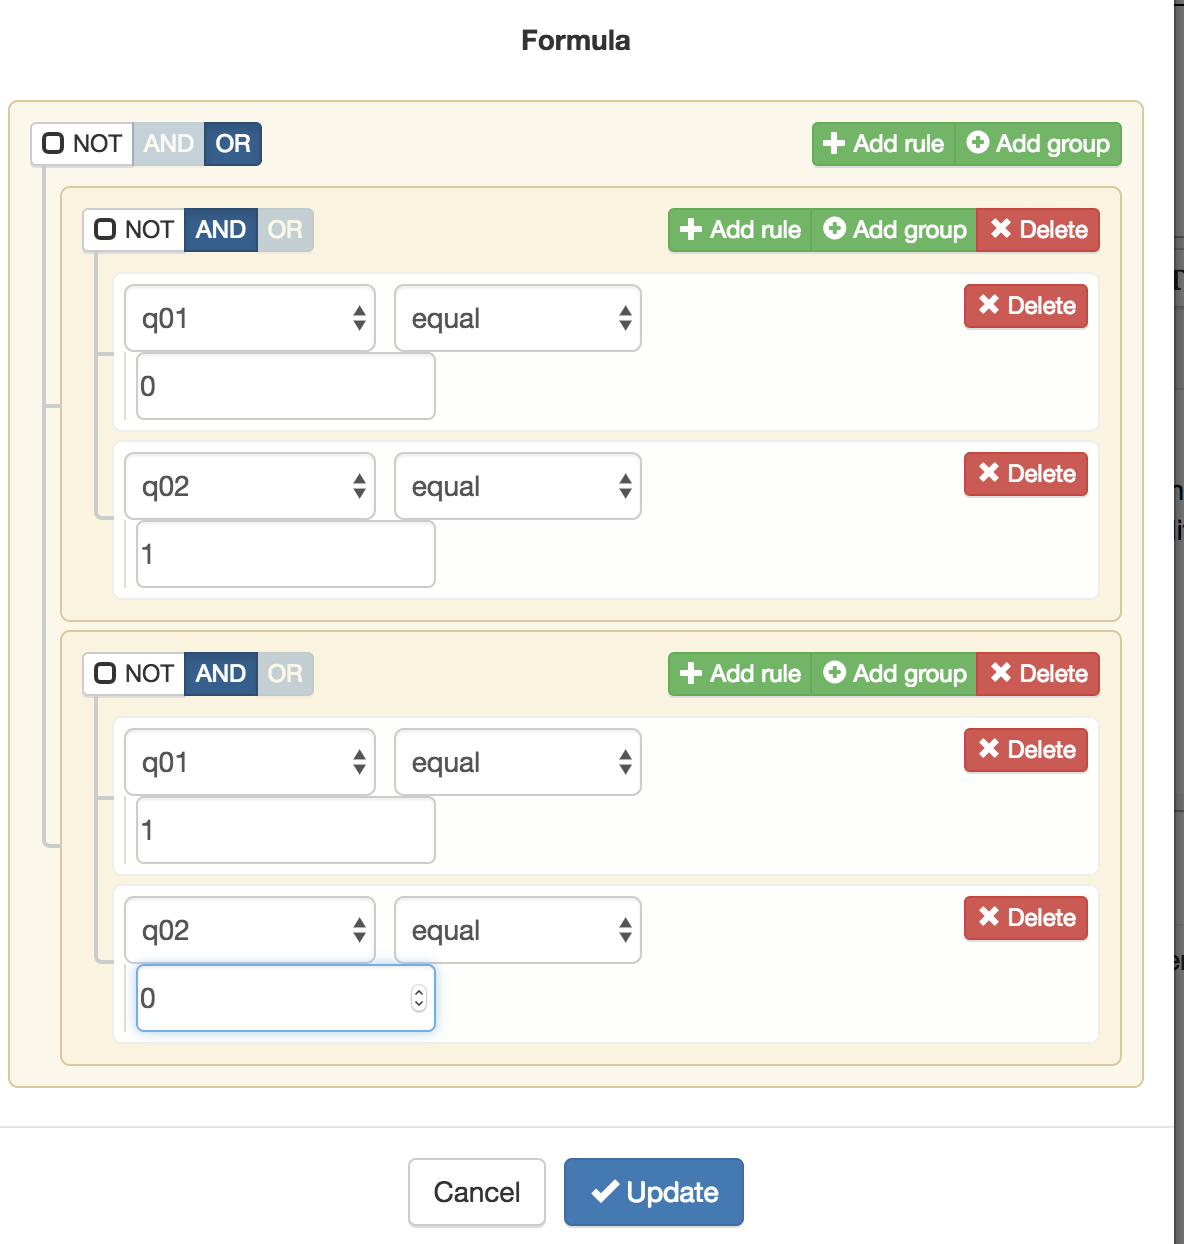 Formula
NOT AND OR Add rule Add group
NOT AND OR Add rule Add group Delete
q01 equal Delete
0
q02 equal Delete
1
NOT AND OR Add rule Add group Delete
q01 equal Delete
1
q02 equal Delete
0
Cancel Update